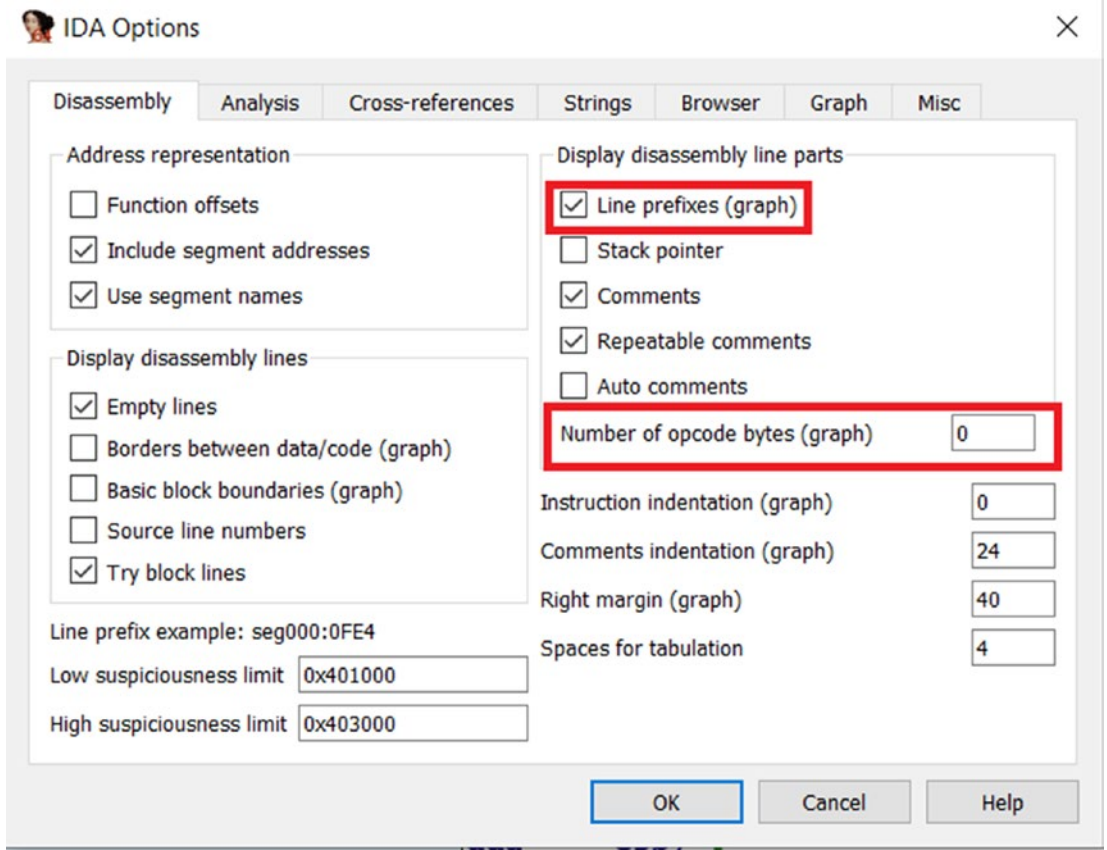 IDA Options
Disassembly Analysis Cross-references Strings Browser Graph Misc
Address representation
Function offsets
Include segment addresses
Use segment names
Display disassembly lines
Empty lines
Borders between data/code (graph)
Basic block boundaries (graph)
Source line numbers
Try block lines
Line prefix example: seg000:0FE4
Low suspiciousness limit 0x401000
High suspiciousness limit 0x403000
Display disassembly line parts
Line prefixes (graph)
Stack pointer
Comments
Repeatable comments
Auto comments
Number of opcode bytes (graph) 0
Instruction indentation (graph) 0
Comments indentation (graph) 24
Right margin (graph) 40
Spaces for tabulation 4
OK Cancel Help